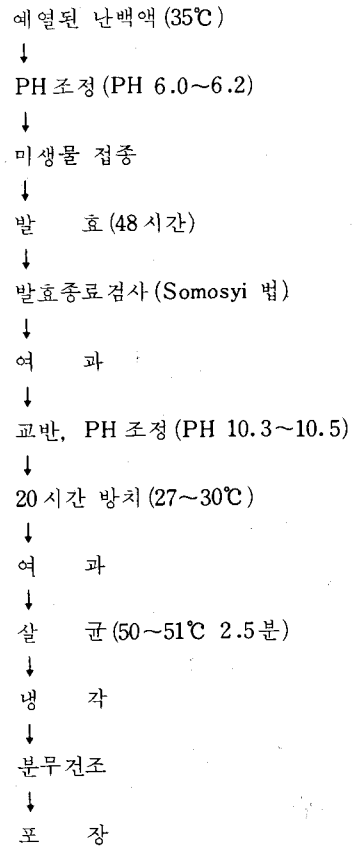 예열된 난백액 (35℃)
↓
PH 조정 (PH 6.0~6.2)
↓
미생물 접종
↓
발 효 (48 시간)
↓
발효종료검사 (Somosyi 법)
↓
여 과
↓
교반, PH 조정 (PH 10.3~10.5)
↓
20 시간 방치 (27~30℃)
↓
여 과
↓
살 균 (50~51℃ 2.5 분)
↓
냉 각
↓
분무건조
↓
포 장